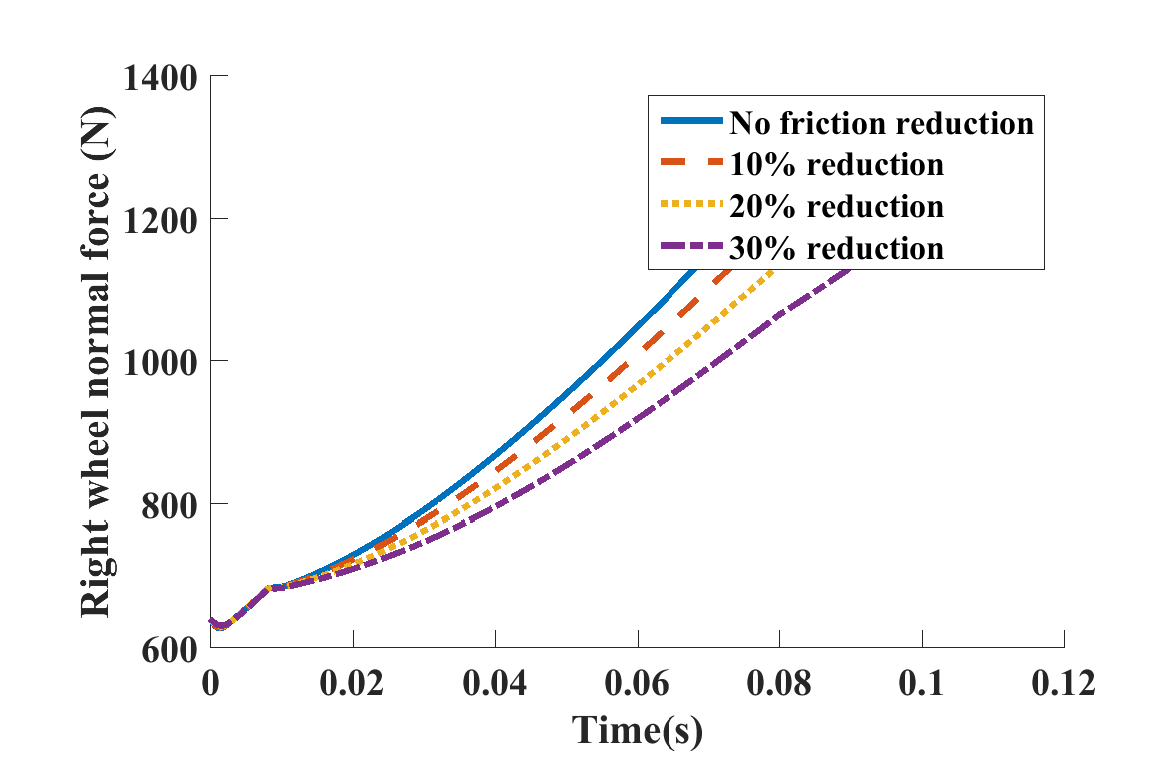 1400
1200
1000
800
600
Right wheel normal force (N)
No friction reduction
10% reduction
20% reduction
30% reduction
0 0.02 0.04 0.06 0.08 0.1 0.12
Time(s)